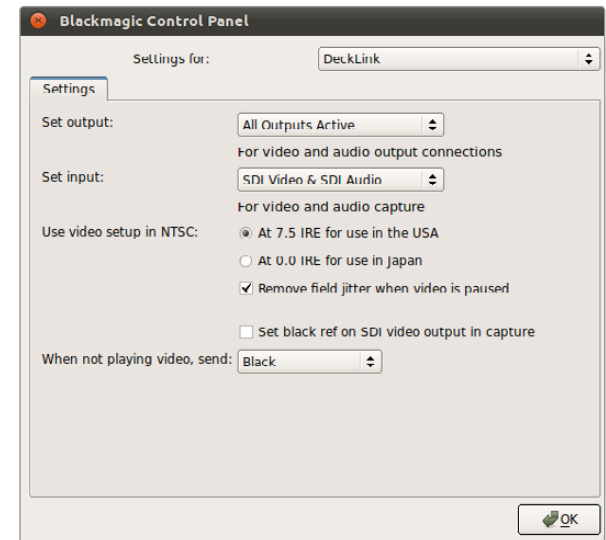 Blackmagic Control Panel
Settings for: DeckLink
Settings
Set output: All Outputs Active
For video and audio output connections
Set input: SDI Video & SDI Audio
For video and audio capture
Use video setup in NTSC: At 7.5 IRE for use in the USA
At 0.0 IRE for use in Japan
Remove field jitter when video is paused
Set black ref on SDI video output in capture
When not playing video, send: Black
OK